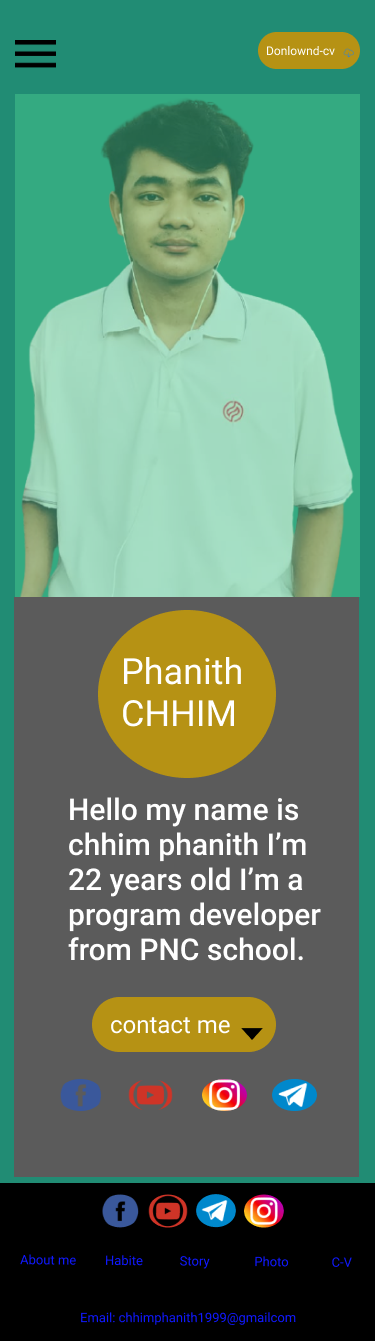 Donlownd-cv
Phanith
CHHIM
Hello my name is
chhim phanith I’m
22 years old I’m a
program developer
from PNC school.
contact me
About me Habite Story Photo C-V
Email: chhimphanith1999@gmailcom